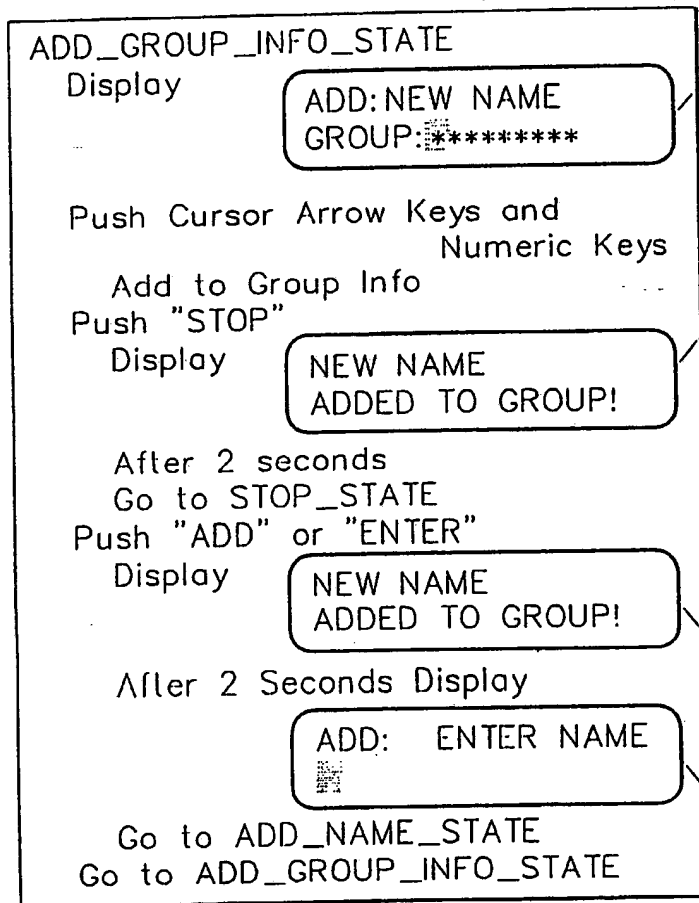 ADD_GROUP_INFO_STATE
Display
ADD: NEW NAME
GROUP:*********
Push Cursor Arrow Keys and
Numeric Keys
Add to Group Info
Push "STOP"
Display
NEW NAME
ADDED TO GROUP!
After 2 seconds
Go to STOP_STATE
Push "ADD" or "ENTER"
Display
NEW NAME
ADDED TO GROUP!
After 2 Seconds Display
ADD: ENTER NAME
Go to ADD_NAME_STATE
Go to ADD_GROUP_INFO_STATE